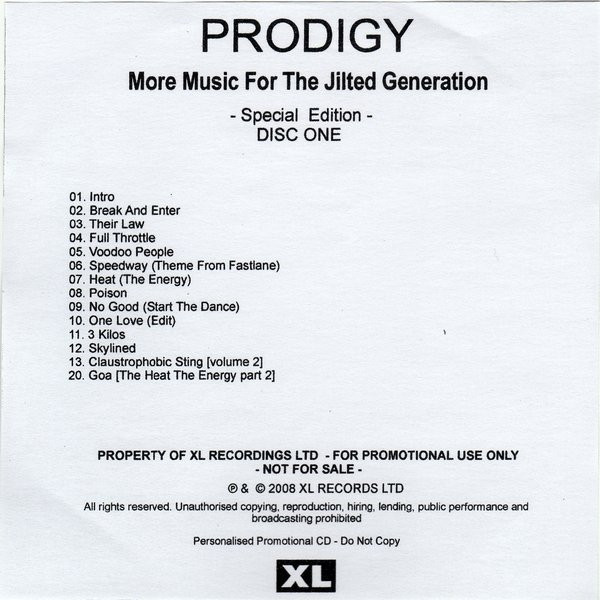 PRODIGY
More Music For The Jilted Generation
- Special Edition -
DISC ONE
01. Intro
02. Break And Enter
03. Their Law
04. Full Throttle
05. Voodoo People
06. Speedway (Theme From Fastlane)
07. Heat (The Energy)
08. Poison
09. No Good (Start The Dance)
10. One Love (Edit)
11. 3 Kilos
12. Skylined
13. Claustrophobic Sting [volume 2]
20. Goa [The Heat The Energy part 2]
PROPERTY OF XL RECORDINGS LTD - FOR PROMOTIONAL USE ONLY
- NOT FOR SALE -
℗ & © 2008 XL RECORDS LTD
All rights reserved. Unauthorised copying, reproduction, hiring, lending, public performance and
broadcasting prohibited
Personalised Promotional CD - Do Not Copy
XL